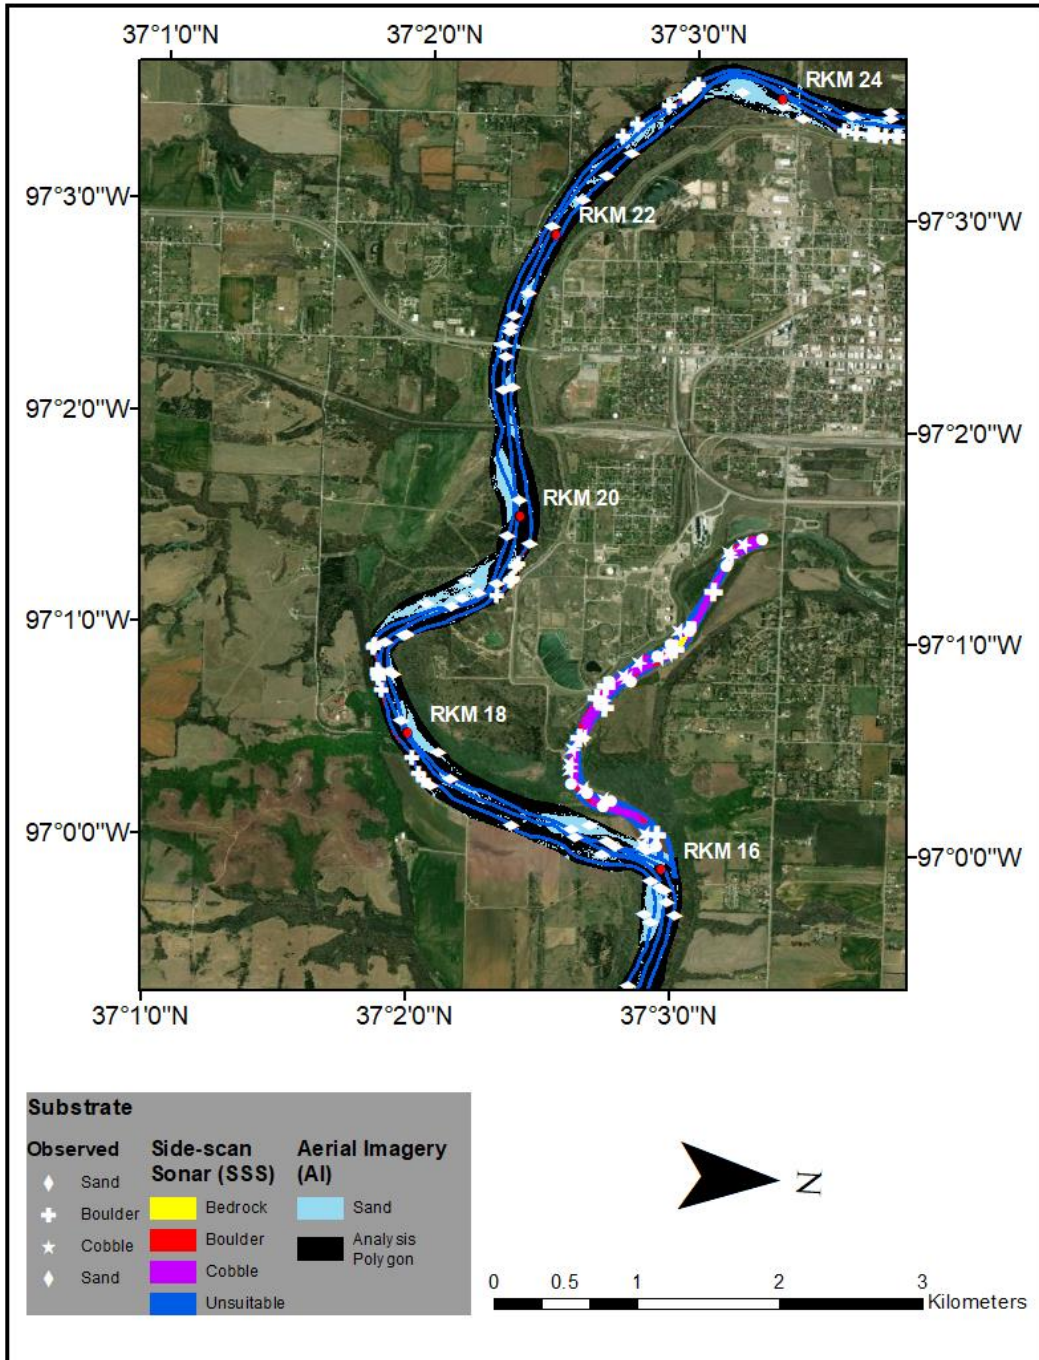 37°1'0"N 37°2'0"N 37°3'0"N
RKM 24
97°3'0"W 97°3'0"W
RKM 22
97°2'0"W 97°2'0"W
RKM 20
97°1'0"W 97°1'0"W
RKM 18
97°0'0"W 97°0'0"W
RKM 16
37°1'0"N 37°2'0"N 37°3'0"N
Substrate
Observed
Sand
Boulder
Cobble
Sand
Side-scan
Sonar (SSS)
Bedrock
Boulder
Cobble
Unsuitable
Aerial Imagery
(AI)
Sand
Analysis
Polygon
N
0 0.5 1 2 3
Kilometers